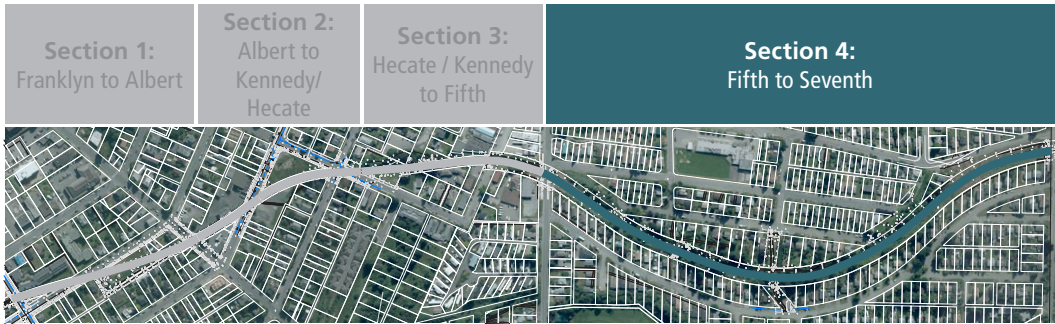 Section 1:
Franklyn to Albert
Section 2:
Albert to
Kennedy/
Hecate
Section 3:
Hecate / Kennedy
to Fifth
Section 4:
Fifth to Seventh